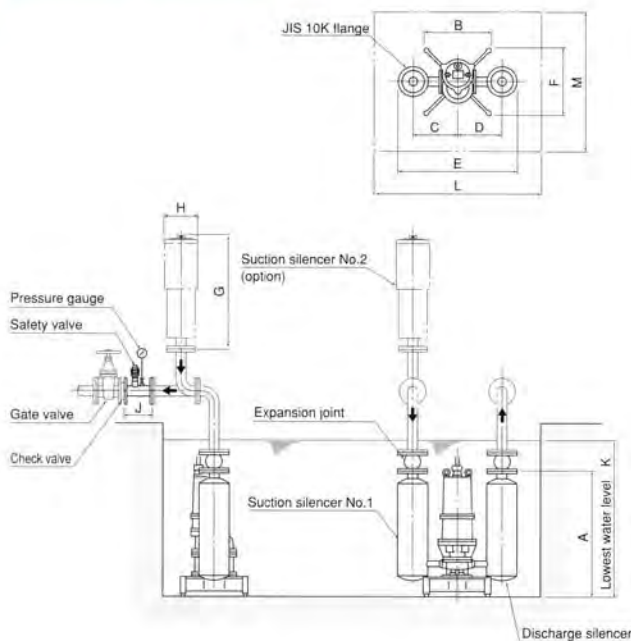 JIS 10K flange
B
F
M
C
D
E
L
H
G
Suction silencer No.2
(option)
Pressure gauge
Safety valve
J
Gate valve
Check valve
Expansion joint
Suction silencer No.1
K
A
Lowest water level
Discharge silencer